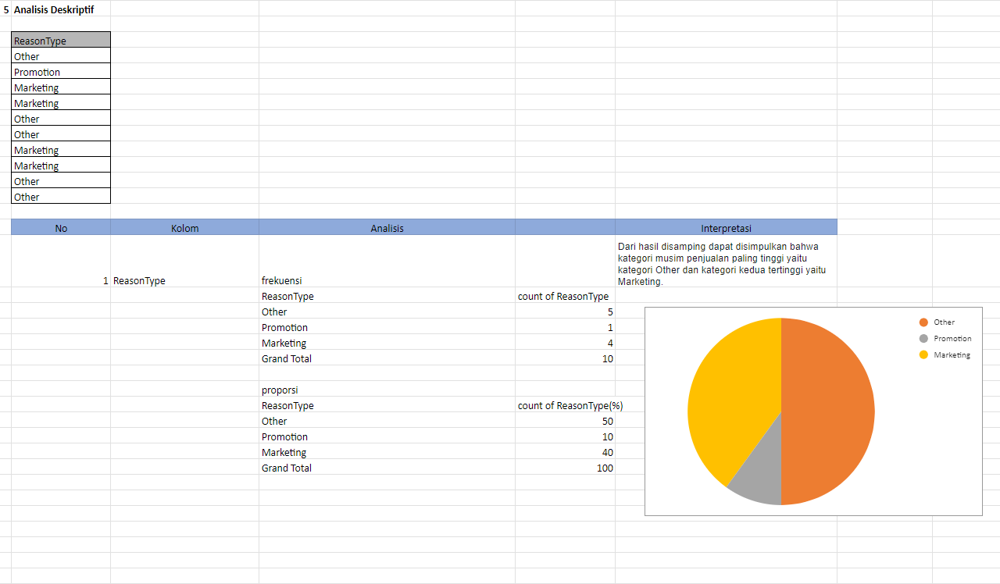 5 Analisis Deskriptif
ReasonType
Other
Promotion
Marketing
Marketing
Other
Other
Marketing
Marketing
Other
Other
No Kolom Analisis Interpretasi
Dari hasil disamping dapat disimpulkan bahwa
kategori musim penjualan paling tinggi yaitu
kategori Other dan kategori kedua tertinggi yaitu
Marketing.
1 ReasonType frekuensi
ReasonType count of ReasonType
Other 5
Promotion 1
Marketing 4
Grand Total 10
proporsi
ReasonType count of ReasonType(%)
Other 50
Promotion 10
Marketing 40
Grand Total 100
Other
Promotion
Marketing